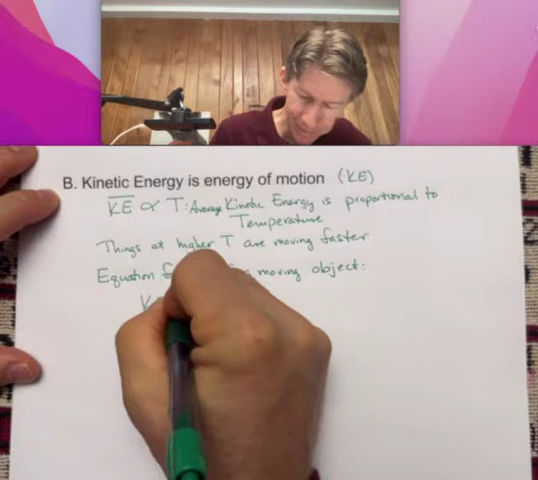 B. Kinetic Energy is energy of motion (KE)
K̅E̅ ∝ T: Average Kinetic Energy is proportional to
Temperature
Things at higher T are moving faster
Equation moving object: